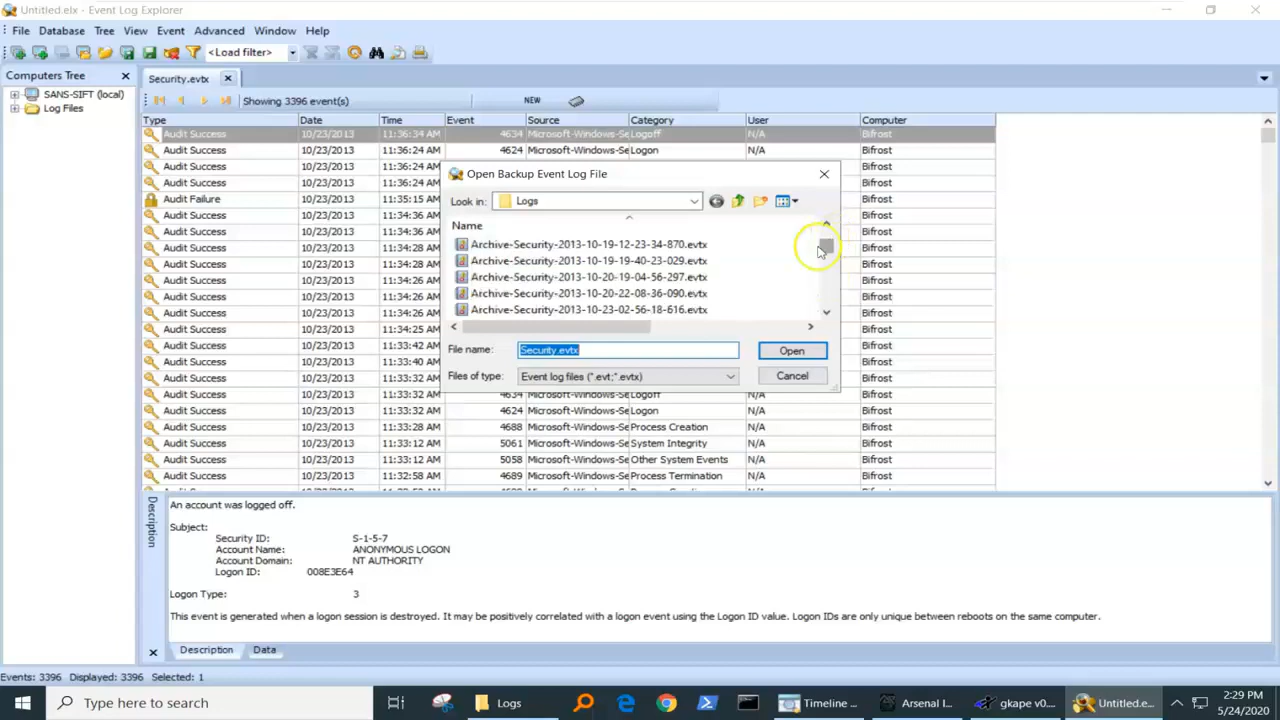 Untitled.elx - Event Log Explorer
File Database Tree View Event Advanced Window Help
<Load filter>
Computers Tree
SANS-SIFT (local)
Log Files
Security.evtx
Showing 3396 event(s) NEW
Type Date Time Event Source Category User Computer
Audit Success 10/23/2013 11:36:34 AM 4634 Microsoft-Windows-Se Logoff N/A Bifrost
Audit Success 10/23/2013 11:36:24 AM 4624 Microsoft-Windows-Se Logon N/A Bifrost
Audit Success 10/23/2013 11:36:24 AM Bifrost
Audit Success 10/23/2013 11:36:24 AM Bifrost
Audit Failure 10/23/2013 11:35:15 AM Bifrost
Audit Success 10/23/2013 11:34:36 AM Bifrost
Audit Success 10/23/2013 11:34:36 AM Bifrost
Audit Success 10/23/2013 11:34:28 AM Bifrost
Audit Success 10/23/2013 11:34:28 AM Bifrost
Audit Success 10/23/2013 11:34:26 AM Bifrost
Audit Success 10/23/2013 11:34:26 AM Bifrost
Audit Success 10/23/2013 11:34:26 AM Bifrost
Audit Success 10/23/2013 11:34:25 AM Bifrost
Audit Success 10/23/2013 11:33:42 AM Bifrost
Audit Success 10/23/2013 11:33:40 AM Bifrost
Audit Success 10/23/2013 11:33:32 AM Bifrost
Audit Success 10/23/2013 11:33:32 AM 4634 Microsoft-Windows-Se Logoff N/A Bifrost
Audit Success 10/23/2013 11:33:32 AM 4624 Microsoft-Windows-Se Logon N/A Bifrost
Audit Success 10/23/2013 11:33:28 AM 4688 Microsoft-Windows-Se Process Creation N/A Bifrost
Audit Success 10/23/2013 11:33:12 AM 5061 Microsoft-Windows-Se System Integrity N/A Bifrost
Audit Success 10/23/2013 11:33:12 AM 5058 Microsoft-Windows-Se Other System Events N/A Bifrost
Audit Success 10/23/2013 11:32:58 AM 4689 Microsoft-Windows-Se Process Termination N/A Bifrost
Open Backup Event Log File
Look in: Logs
Name
Archive-Security-2013-10-19-12-23-34-870.evtx
Archive-Security-2013-10-19-19-40-23-029.evtx
Archive-Security-2013-10-20-19-04-56-297.evtx
Archive-Security-2013-10-20-22-08-36-090.evtx
Archive-Security-2013-10-23-02-56-18-616.evtx
File name: Security.evtx Open
Files of type: Event log files (*.evt;*.evtx) Cancel
Description
An account was logged off.
Subject:
Security ID: S-1-5-7
Account Name: ANONYMOUS LOGON
Account Domain: NT AUTHORITY
Logon ID: 008E3E64
Logon Type: 3
This event is generated when a logon session is destroyed. It may be positively correlated with a logon event using the Logon ID value. Logon IDs are only unique between reboots on the same computer.
Description Data
Events: 3396 Displayed: 3396 Selected: 1
Type here to search
Logs
Timeline ...
Arsenal I...
gkape v0....
Untitled.e...
2:29 PM
5/24/2020